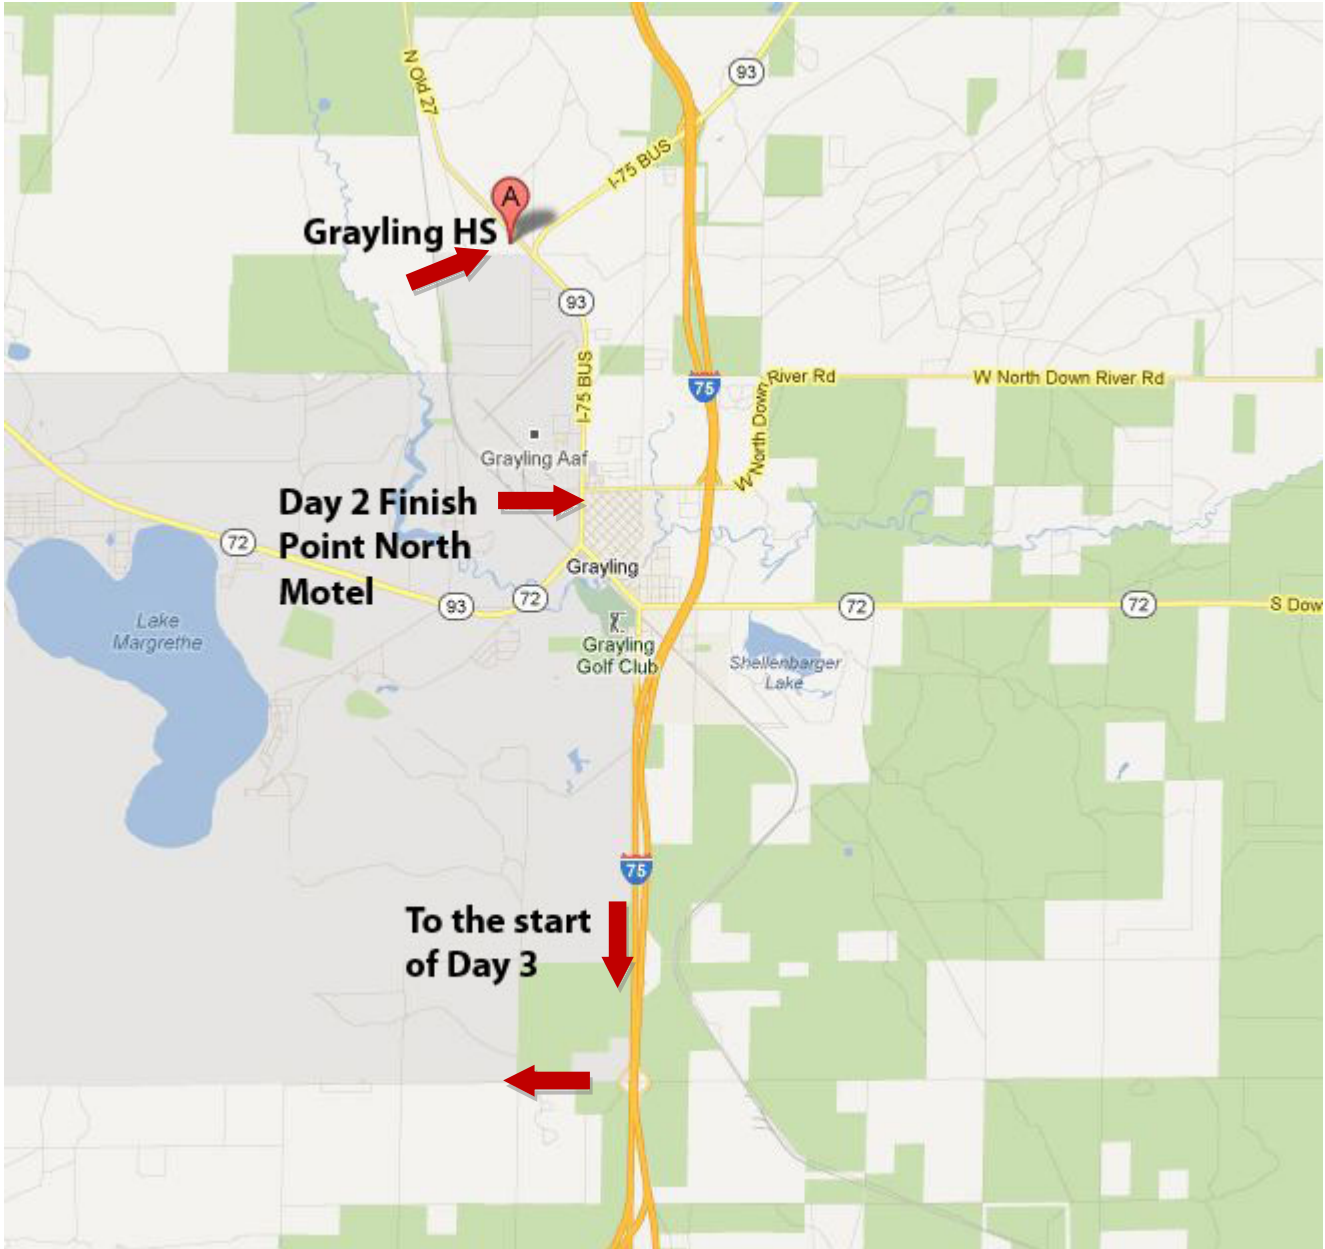 N Old 27
93
I-75 BUS
A
Grayling HS
93
I-75 BUS
75
River Rd
W North Down River Rd
W North Down
Grayling Aaf
Day 2 Finish
Point North
Motel
72
Grayling
93
72
72
72
S Dow
Lake
Margrethe
Grayling
Golf Club
Shellenbarger
Lake
75
To the start
of Day 3